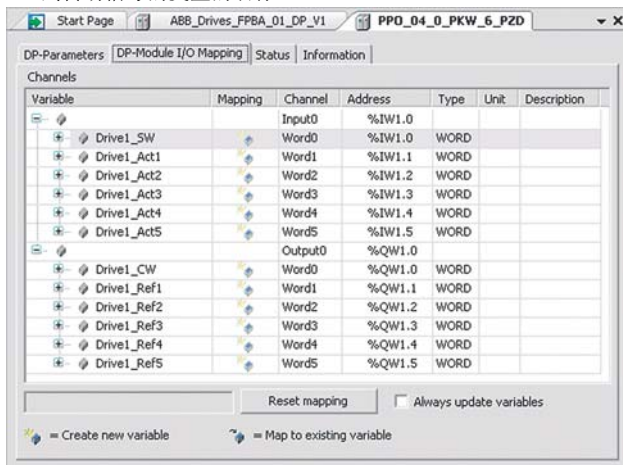 Start Page ABB_Drives_FPBA_01_DP_V1 PPO_04_0_PKW_6_PZD
DP-Parameters DP-Module I/O Mapping Status Information
Channels
Variable Mapping Channel Address Type Unit Description
Input0 %IW1.0
Drive1_SW Word0 %IW1.0 WORD
Drive1_Act1 Word1 %IW1.1 WORD
Drive1_Act2 Word2 %IW1.2 WORD
Drive1_Act3 Word3 %IW1.3 WORD
Drive1_Act4 Word4 %IW1.4 WORD
Drive1_Act5 Word5 %IW1.5 WORD
Output0 %QW1.0
Drive1_CW Word0 %QW1.0 WORD
Drive1_Ref1 Word1 %QW1.1 WORD
Drive1_Ref2 Word2 %QW1.2 WORD
Drive1_Ref3 Word3 %QW1.3 WORD
Drive1_Ref4 Word4 %QW1.4 WORD
Drive1_Ref5 Word5 %QW1.5 WORD
Reset mapping Always update variables
= Create new variable = Map to existing variable